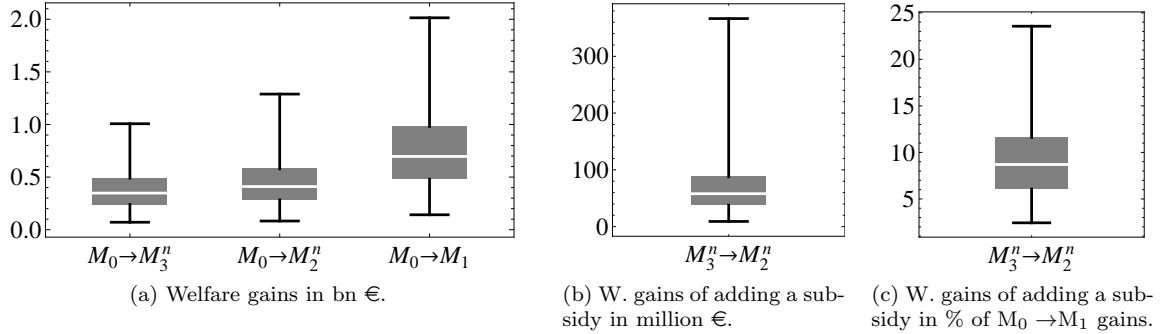 2.0
1.5
1.0
0.5
0.0
M₀→M₃ⁿ M₀→M₂ⁿ M₀→M₁
(a) Welfare gains in bn €.
300
200
100
0
M₃ⁿ→M₂ⁿ
(b) W. gains of adding a sub-
sidy in million €.
25
20
15
10
5
M₃ⁿ→M₂ⁿ
(c) W. gains of adding a sub-
sidy in % of M₀ →M₁ gains.